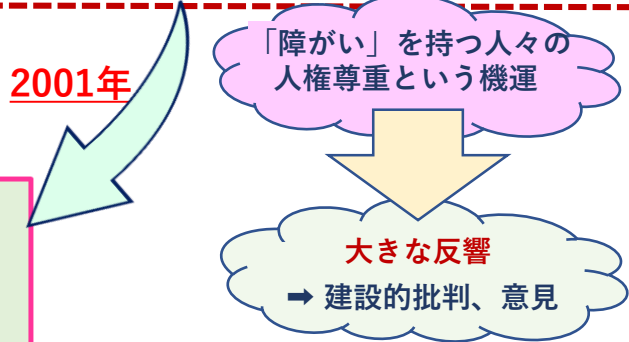 2001年
「障がい」を持つ人々の
人権尊重という機運
大きな反響
➡ 建設的批判、意見